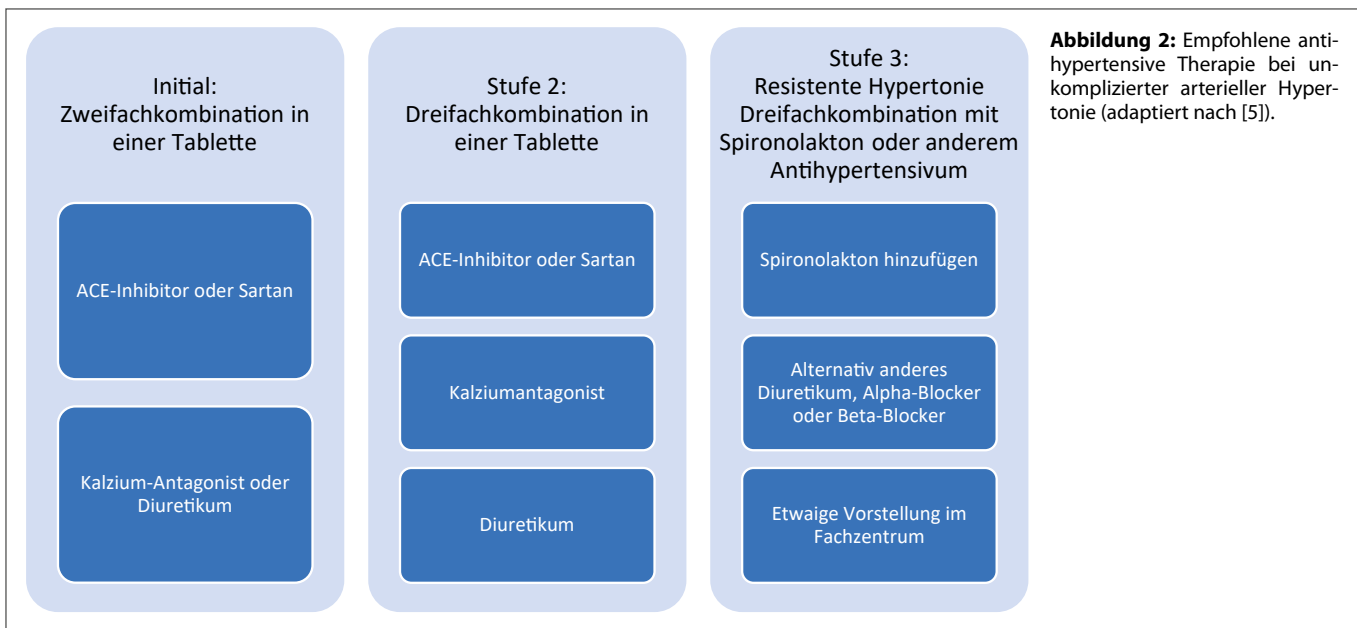 Initial:
Zweifachkombination in
einer Tablette
ACE-Inhibitor oder Sartan
Kalzium-Antagonist oder
Diuretikum
Stufe 2:
Dreifachkombination in
einer Tablette
ACE-Inhibitor oder Sartan
Kalziumantagonist
Diuretikum
Stufe 3:
Resistente Hypertonie
Dreifachkombination mit
Spironolakton oder anderem
Antihypertensivum
Spironolakton hinzufügen
Alternativ anderes
Diuretikum, Alpha-Blocker
oder Beta-Blocker
Etwaige Vorstellung im
Fachzentrum
Abbildung 2: Empfohlene anti-
hypertensive Therapie bei un-
komplizierter arterieller Hyper-
tonie (adaptiert nach [5]).